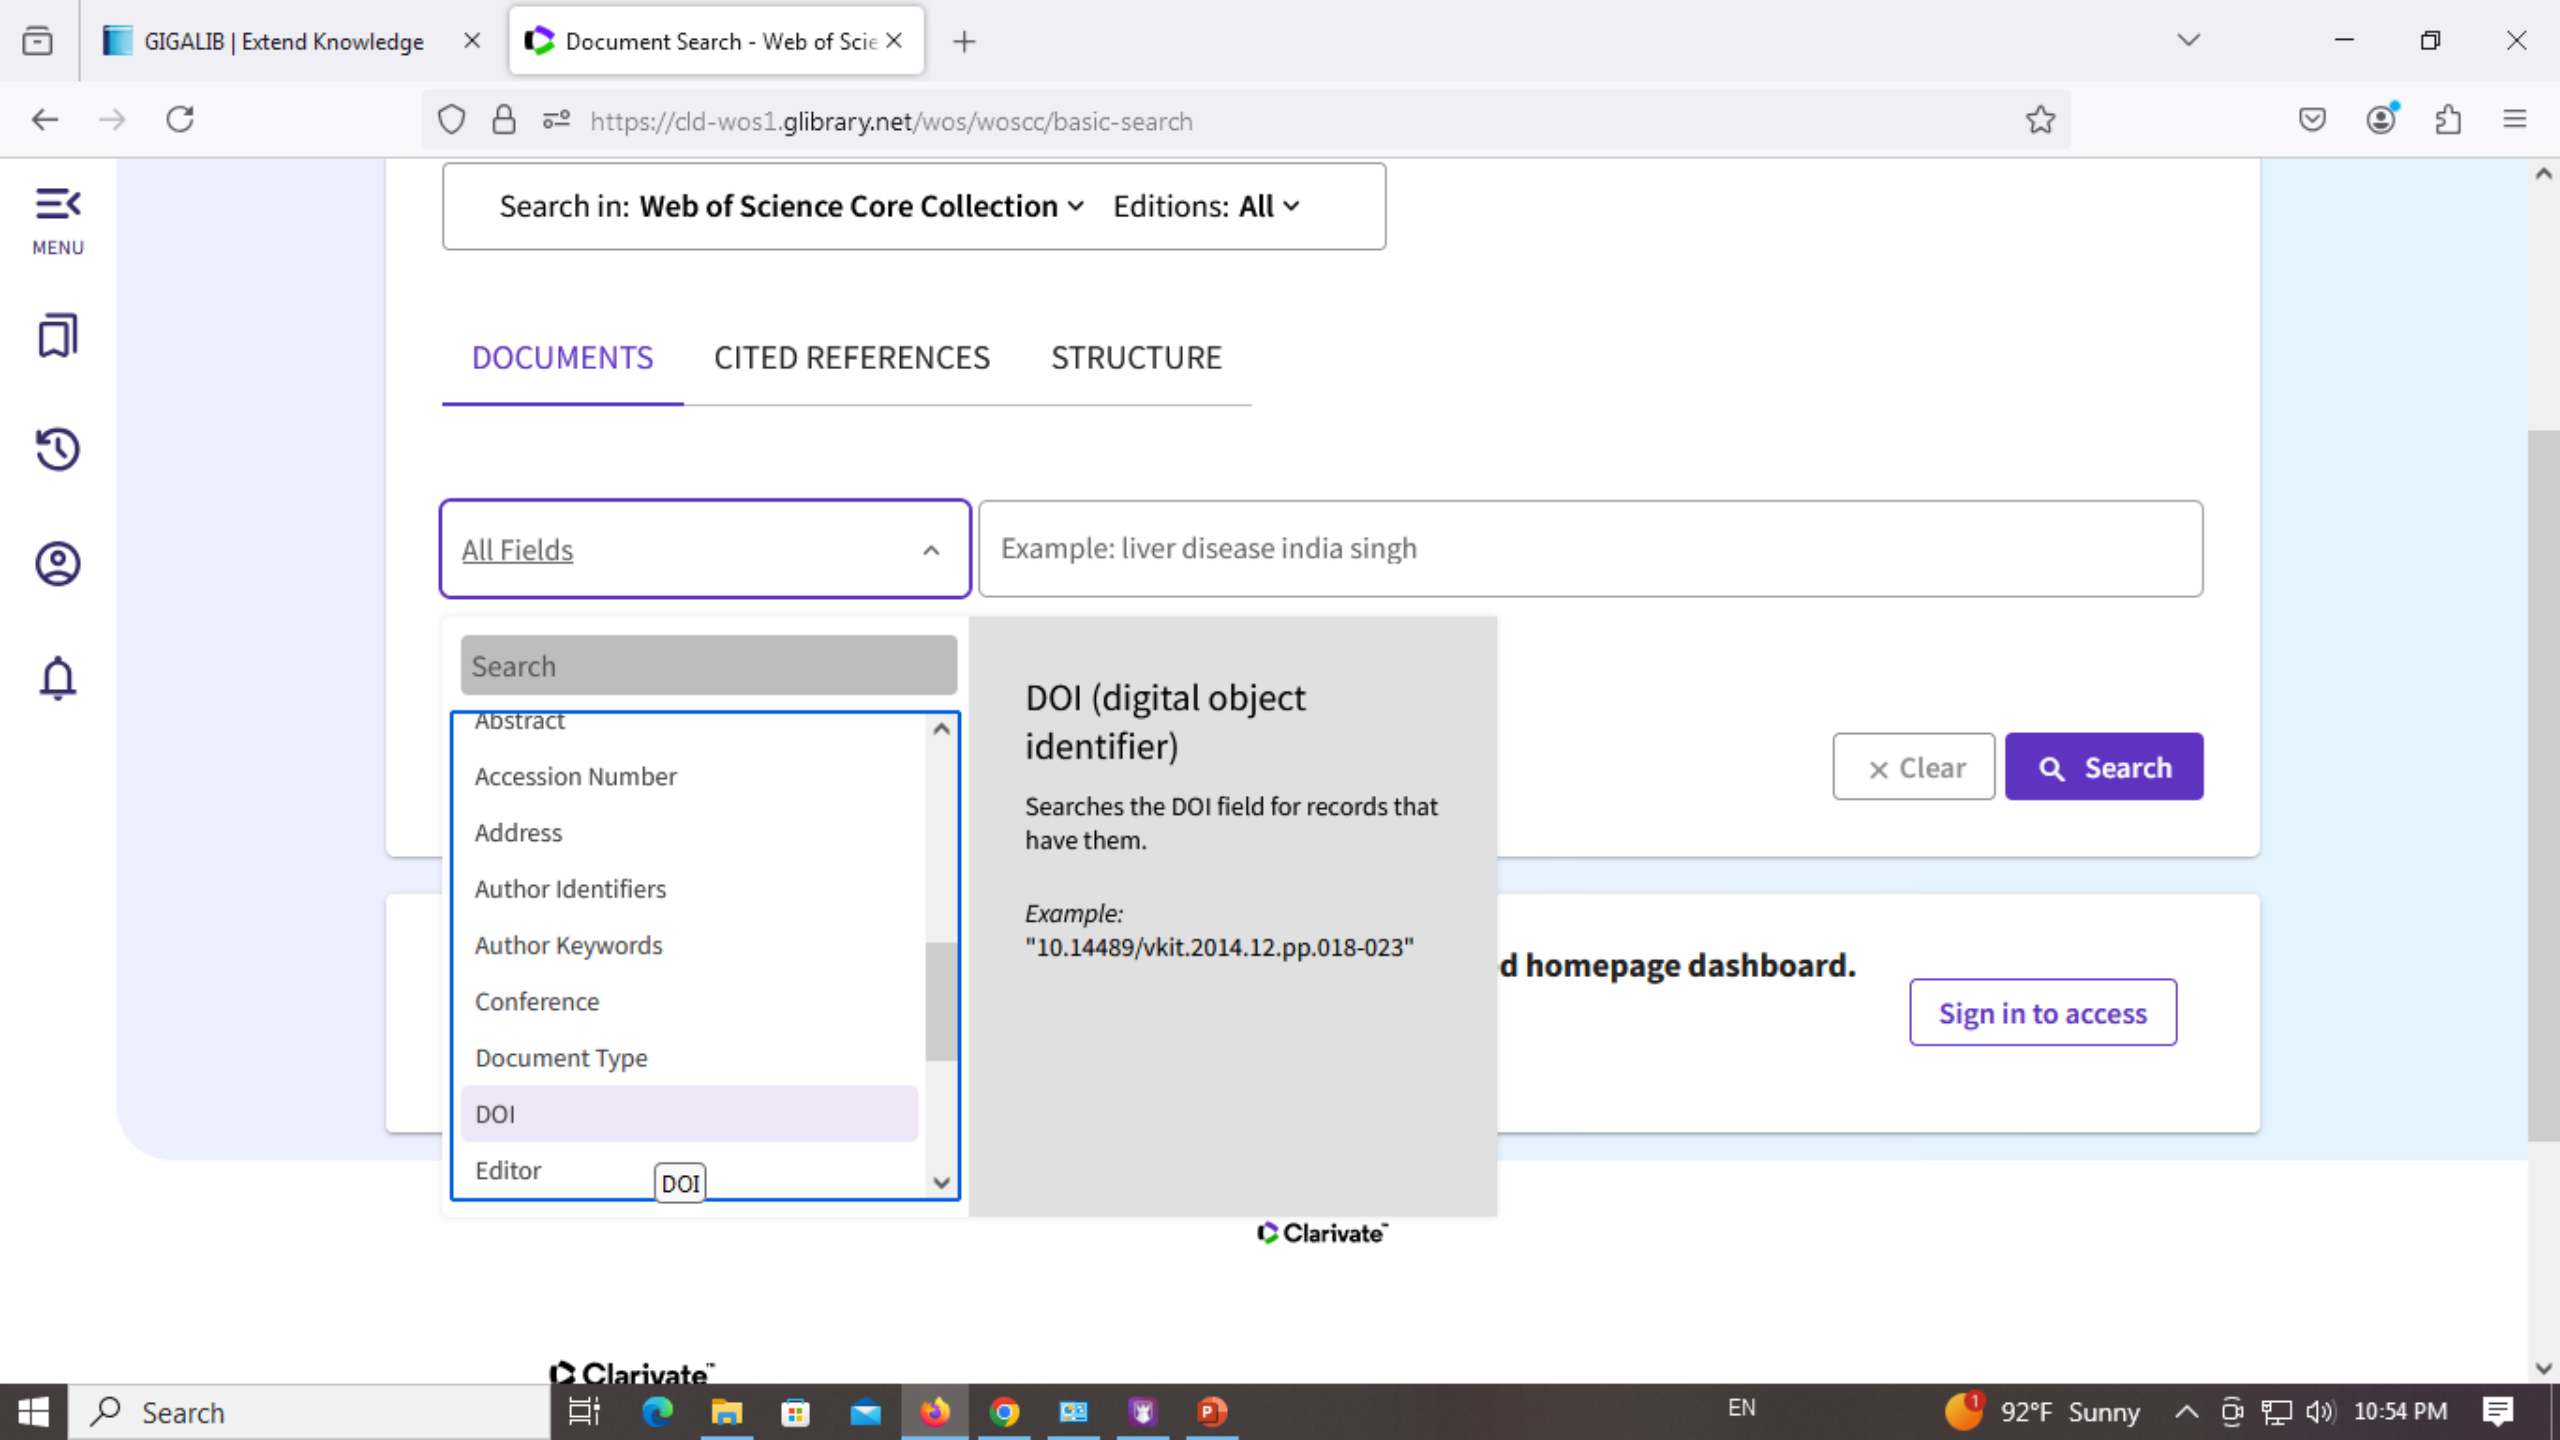 GIGALIB | Extend Knowledge
Document Search - Web of Scie
https://cld-wos1.glibrary.net/wos/woscc/basic-search
MENU
Search in: Web of Science Core Collection Editions: All
DOCUMENTS CITED REFERENCES STRUCTURE
All Fields
Example: liver disease india singh
Search
Abstract
Accession Number
Address
Author Identifiers
Author Keywords
Conference
Document Type
DOI
Editor
DOI
DOI (digital object
identifier)
Searches the DOI field for records that
have them.
Example:
"10.14489/vkit.2014.12.pp.018-023"
Clear
Search
d homepage dashboard.
Sign in to access
Clarivate™
Clarivate™
Search
EN
1
92°F Sunny
10:54 PM